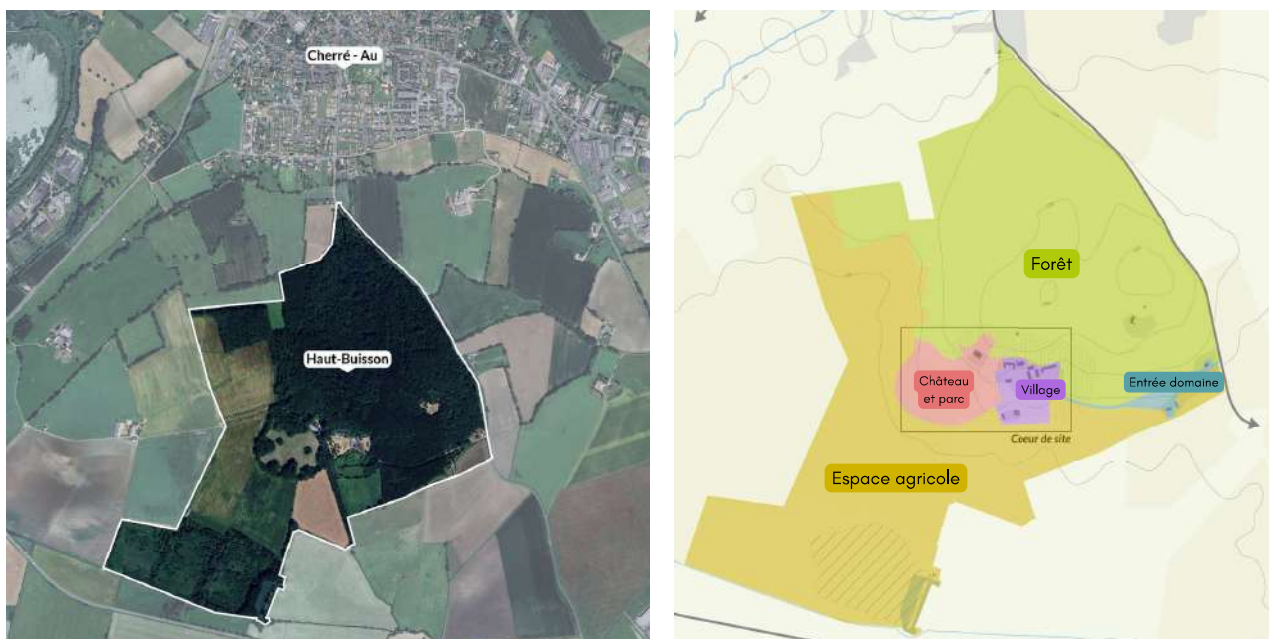 Cherré - Au
Haut-Buisson
Forêt
Château
et parc
Village
Entrée domaine
Coeur de site
Espace agricole